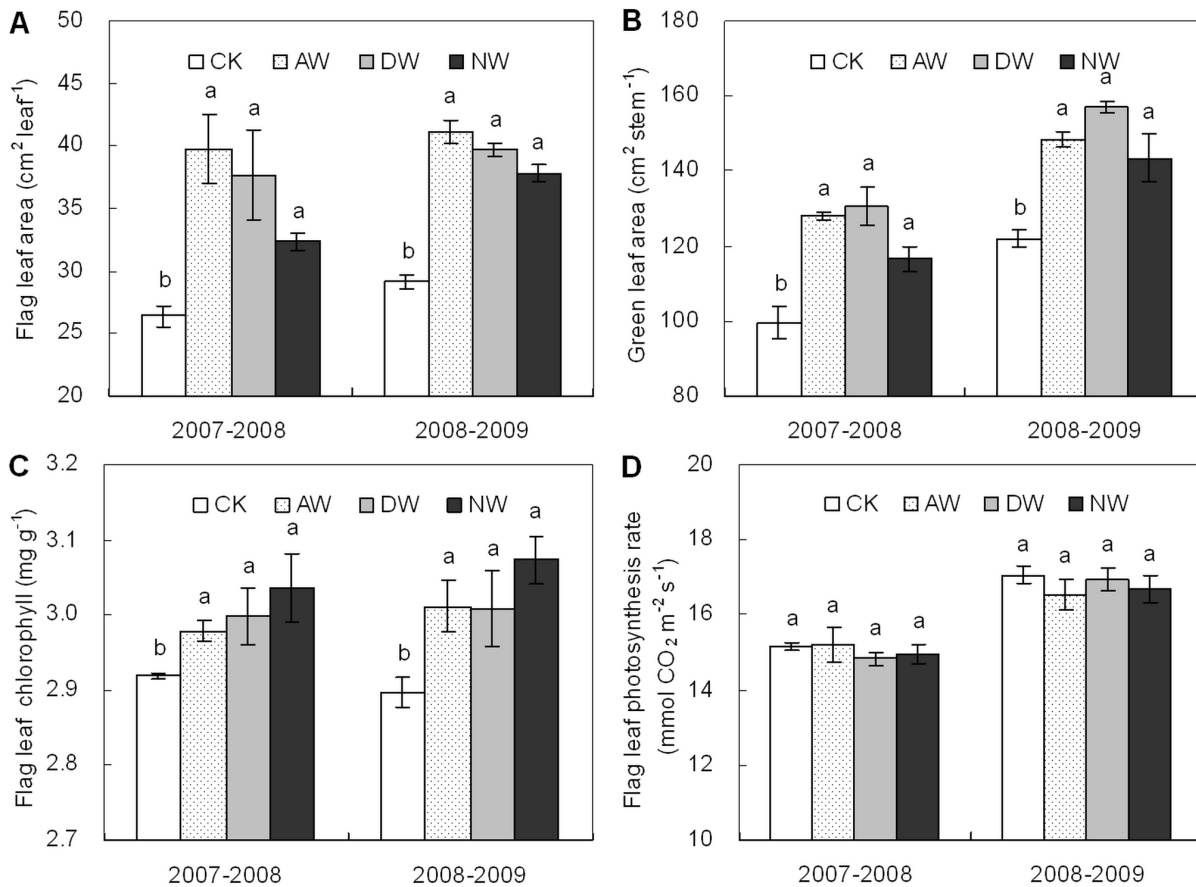 A
Flag leaf area (cm² leaf⁻¹)
50
45
40
35
30
25
20
CK AW DW NW
b a a a b a a a
2007-2008 2008-2009
B
Green leaf area (cm² stem⁻¹)
180
160
140
120
100
80
CK AW DW NW
b a a a b a a a
2007-2008 2008-2009
C
Flag leaf chlorophyll (mg g⁻¹)
3.2
3.1
3.0
2.9
2.8
2.7
CK AW DW NW
b a a a b a a a
2007-2008 2008-2009
D
Flag leaf photosynthesis rate
(mmol CO₂ m⁻² s⁻¹)
20
18
16
14
12
10
CK AW DW NW
a a a a a a a a
2007-2008 2008-2009